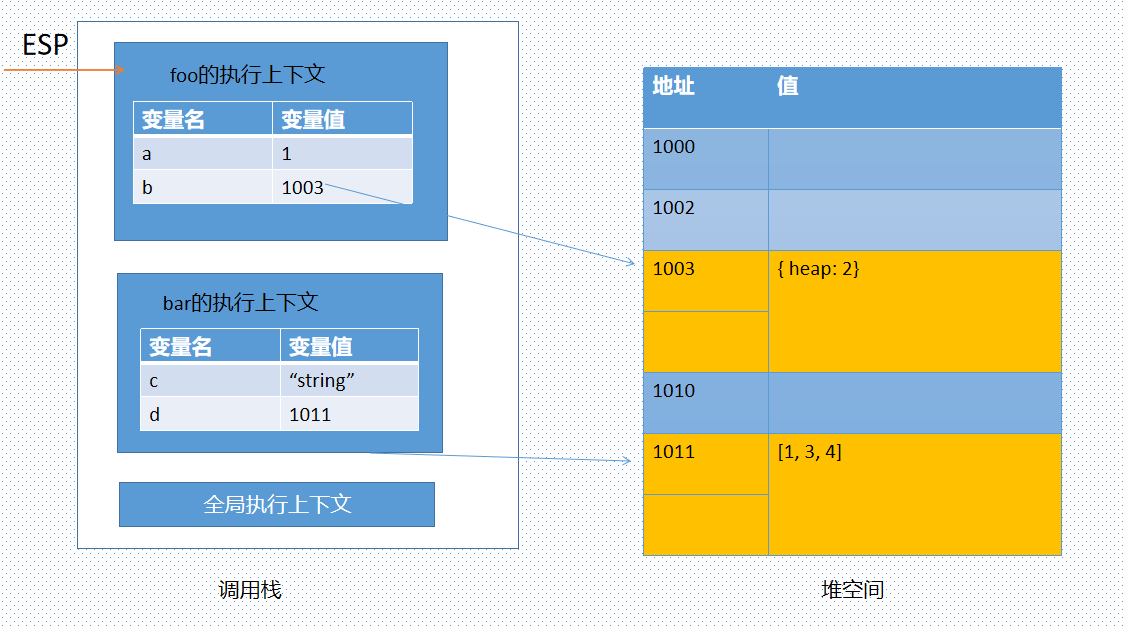 ESP
foo的执行上下文
变量名 变量值
a 1
b 1003
bar的执行上下文
变量名 变量值
c “string”
d 1011
全局执行上下文
调用栈
地址 值
1000
1002
1003 { heap: 2}
1010
1011 [1, 3, 4]
堆空间